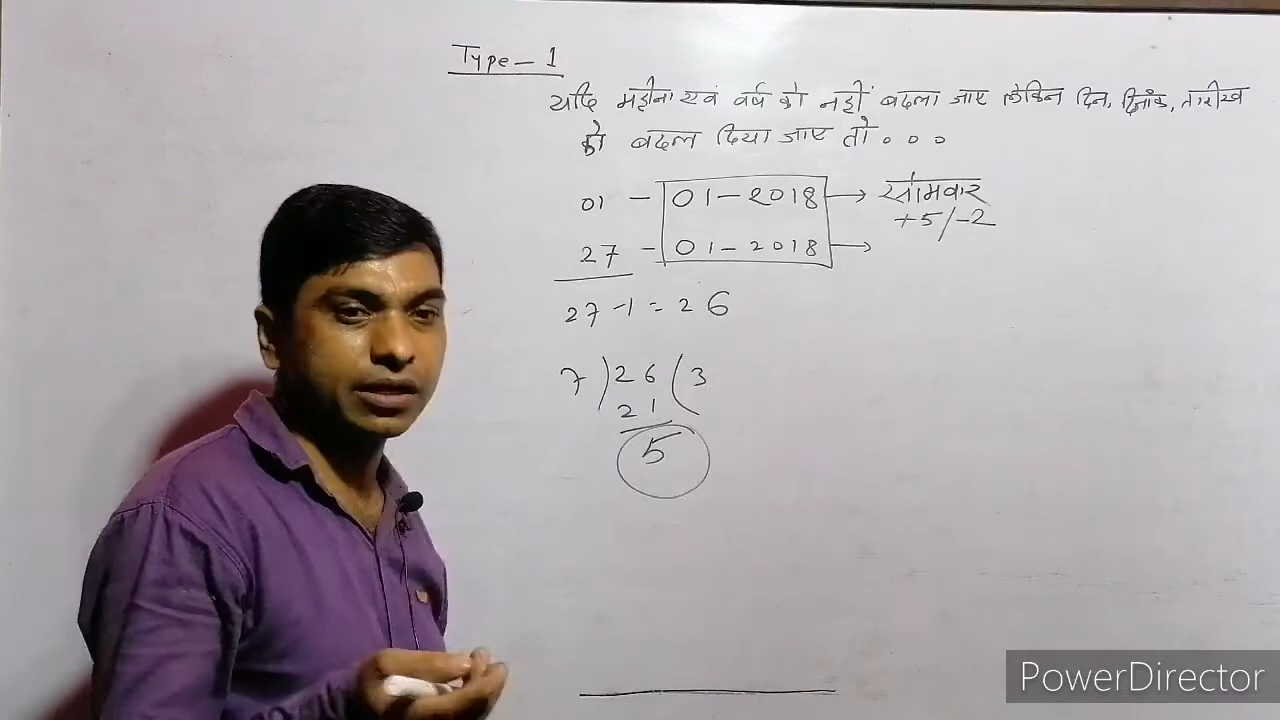 Type - 1
यदि महीना एवं वर्ष को नहीं बदला जाए लेकिन दिन, दिनाँक, तारीख
को बदल दिया जाए तो . . .
01 - 01 - 2018 → सोमवार
+5/-2
27 - 01 - 2018 →
27 - 1 = 26
7 ) 26 ( 3
21
5
PowerDirector